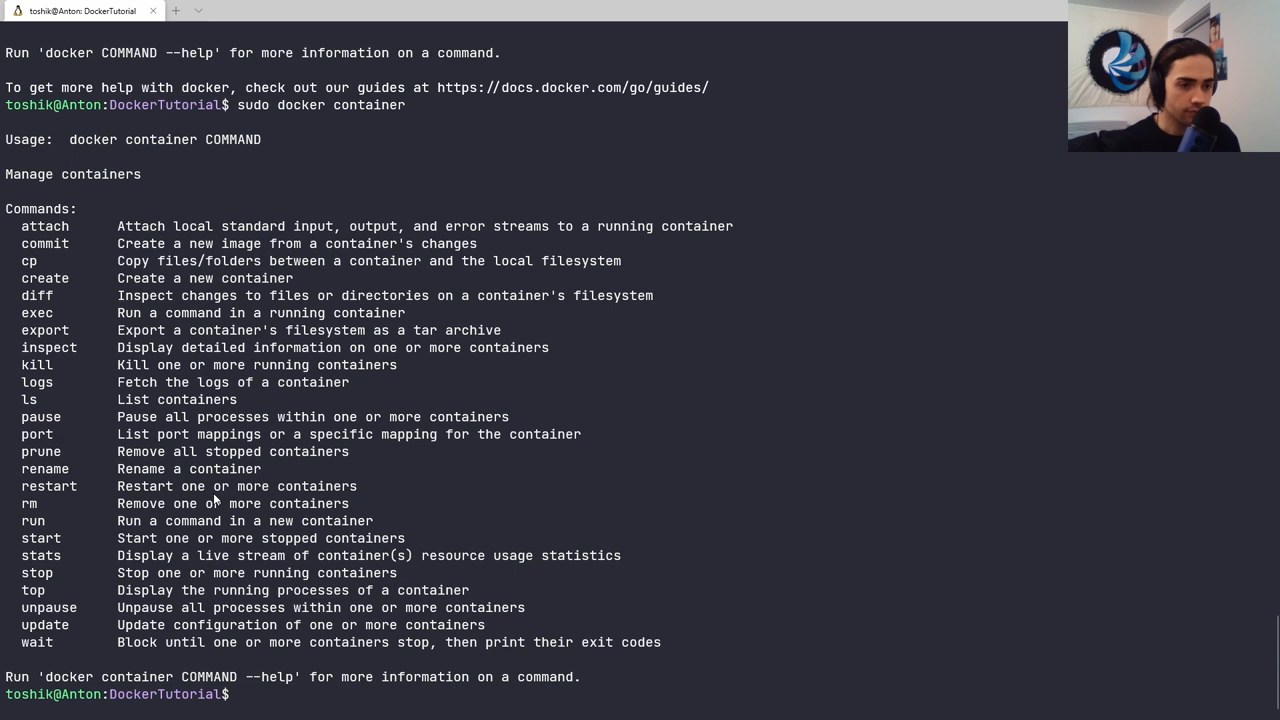 toshik@Anton: DockerTutorial
Run 'docker COMMAND --help' for more information on a command.
To get more help with docker, check out our guides at https://docs.docker.com/go/guides/
toshik@Anton:DockerTutorial$ sudo docker container
Usage:  docker container COMMAND
Manage containers
Commands:
  attach      Attach local standard input, output, and error streams to a running container
  commit      Create a new image from a container's changes
  cp          Copy files/folders between a container and the local filesystem
  create      Create a new container
  diff        Inspect changes to files or directories on a container's filesystem
  exec        Run a command in a running container
  export      Export a container's filesystem as a tar archive
  inspect     Display detailed information on one or more containers
  kill        Kill one or more running containers
  logs        Fetch the logs of a container
  ls          List containers
  pause       Pause all processes within one or more containers
  port        List port mappings or a specific mapping for the container
  prune       Remove all stopped containers
  rename      Rename a container
  restart     Restart one or more containers
  rm          Remove one or more containers
  run         Run a command in a new container
  start       Start one or more stopped containers
  stats       Display a live stream of container(s) resource usage statistics
  stop        Stop one or more running containers
  top         Display the running processes of a container
  unpause     Unpause all processes within one or more containers
  update      Update configuration of one or more containers
  wait        Block until one or more containers stop, then print their exit codes
Run 'docker container COMMAND --help' for more information on a command.
toshik@Anton:DockerTutorial$